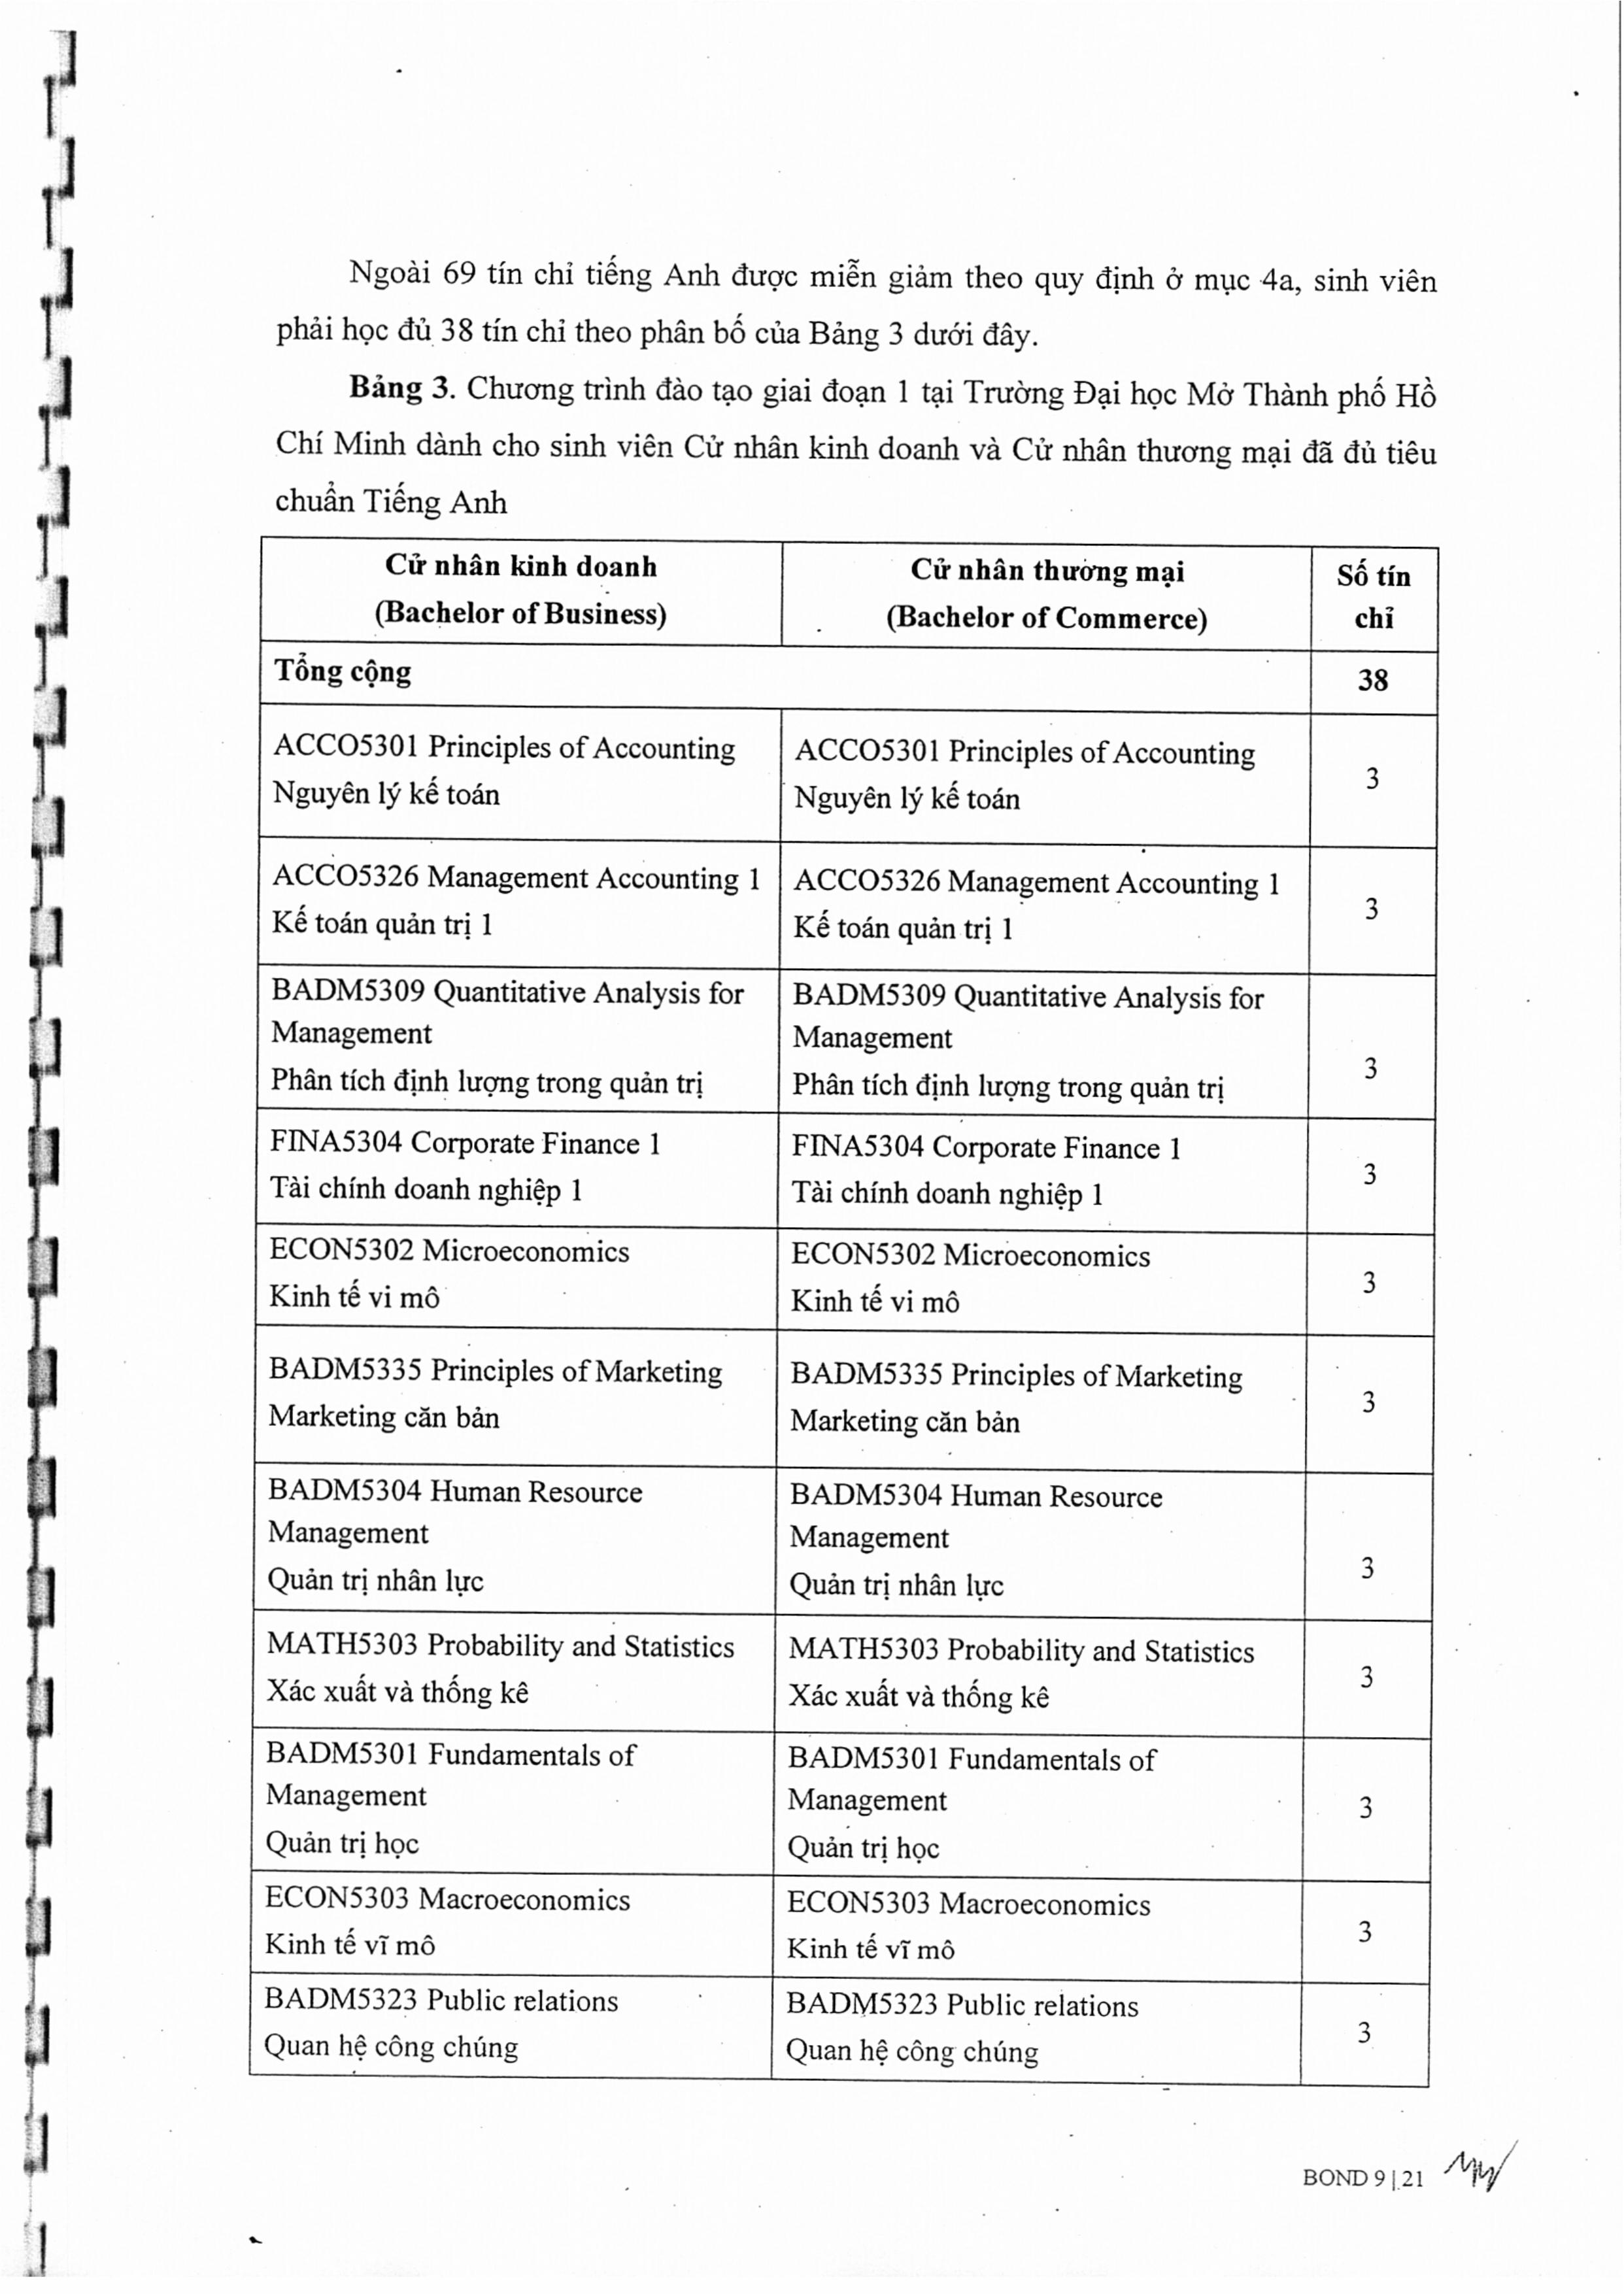 Ngoài 69 tín chỉ tiếng Anh được miễn giảm theo quy định ở mục 4a, sinh viên
phải học đủ 38 tín chỉ theo phân bố của Bảng 3 dưới đây.
Bảng 3. Chương trình đào tạo giai đoạn 1 tại Trường Đại học Mở Thành phố Hồ
Chí Minh dành cho sinh viên Cử nhân kinh doanh và Cử nhân thương mại đã đủ tiêu
chuẩn Tiếng Anh
Cử nhân kinh doanh
(Bachelor of Business)
Cử nhân thương mại
(Bachelor of Commerce)
Số tín
chỉ
Tổng cộng
38
ACCO5301 Principles of Accounting
Nguyên lý kế toán
ACCO5301 Principles of Accounting
Nguyên lý kế toán
3
ACCO5326 Management Accounting 1
Kế toán quản trị 1
ACCO5326 Management Accounting 1
Kế toán quản trị 1
3
BADM5309 Quantitative Analysis for
Management
Phân tích định lượng trong quản trị
BADM5309 Quantitative Analysis for
Management
Phân tích định lượng trong quản trị
3
FINA5304 Corporate Finance 1
Tài chính doanh nghiệp 1
FINA5304 Corporate Finance 1
Tài chính doanh nghiệp 1
3
ECON5302 Microeconomics
Kinh tế vi mô
ECON5302 Microeconomics
Kinh tế vi mô
3
BADM5335 Principles of Marketing
Marketing căn bản
BADM5335 Principles of Marketing
Marketing căn bản
3
BADM5304 Human Resource
Management
Quản trị nhân lực
BADM5304 Human Resource
Management
Quản trị nhân lực
3
MATH5303 Probability and Statistics
Xác xuất và thống kê
MATH5303 Probability and Statistics
Xác xuất và thống kê
3
BADM5301 Fundamentals of
Management
Quản trị học
BADM5301 Fundamentals of
Management
Quản trị học
3
ECON5303 Macroeconomics
Kinh tế vĩ mô
ECON5303 Macroeconomics
Kinh tế vĩ mô
3
BADM5323 Public relations
Quan hệ công chúng
BADM5323 Public relations
Quan hệ công chúng
3
BOND 9 | 21